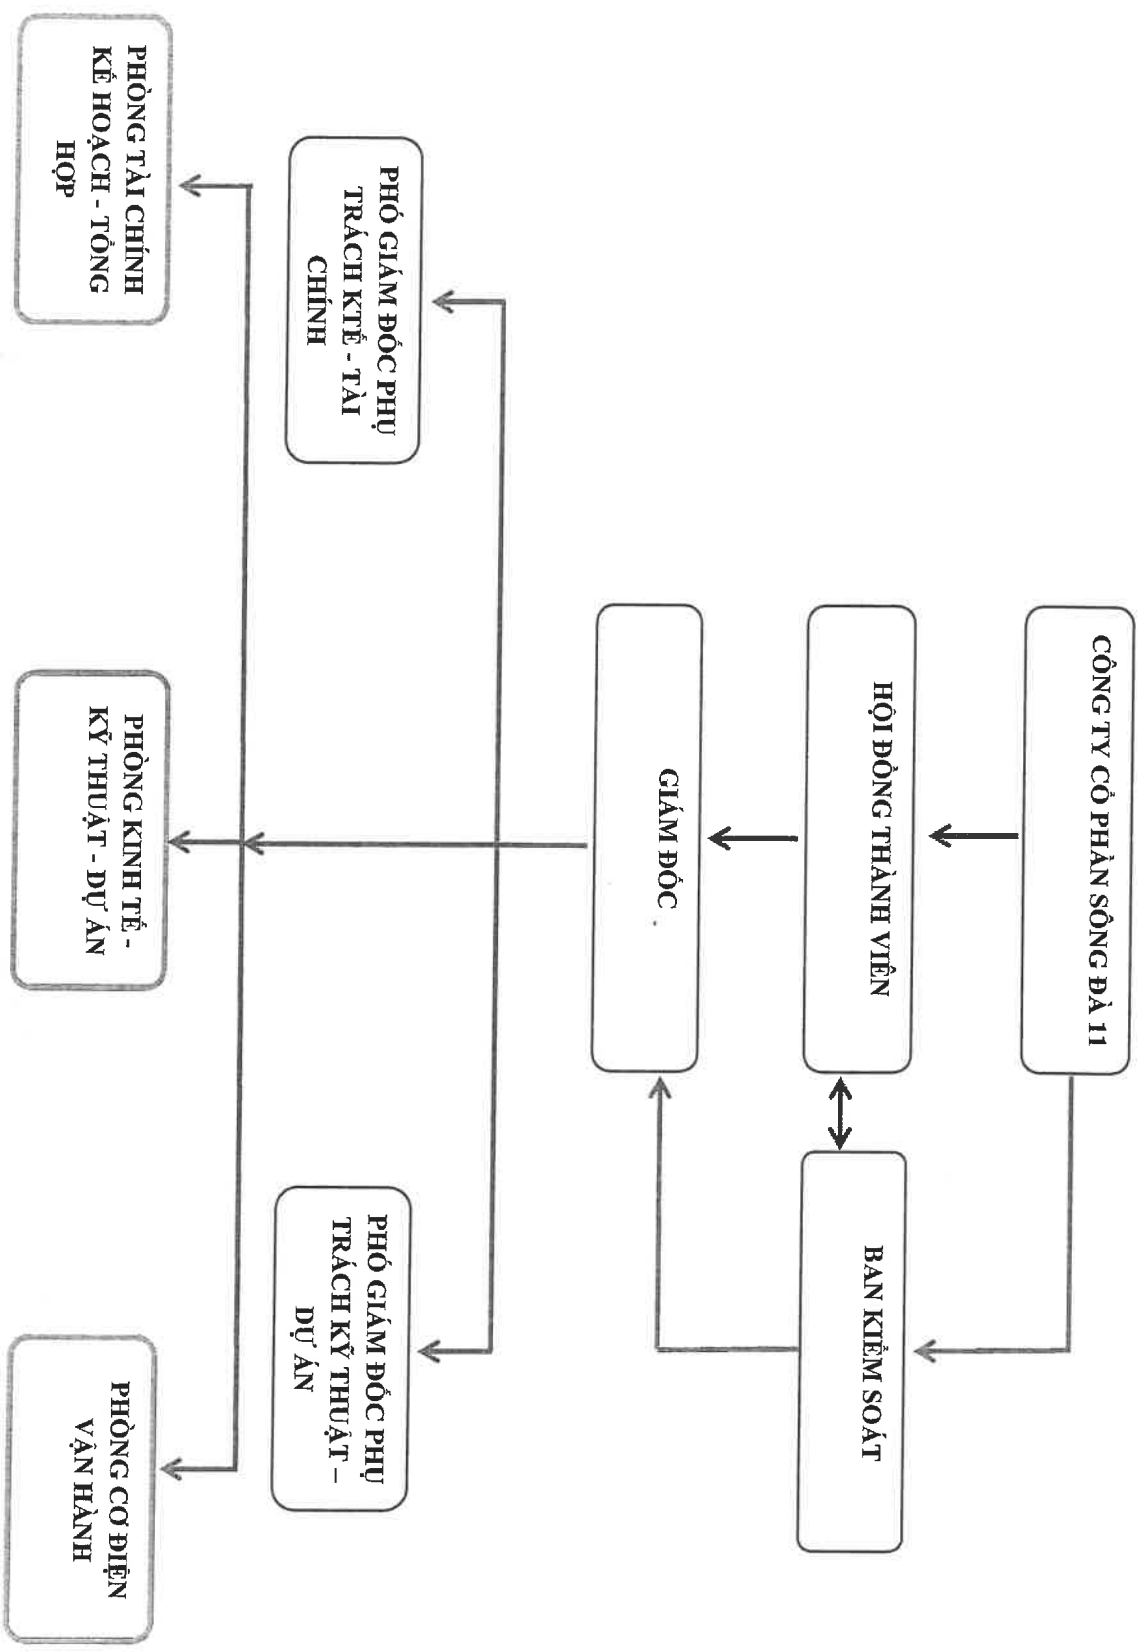 CÔNG TY CỔ PHẦN SÔNG ĐÀ 11
HỘI ĐỒNG THÀNH VIÊN
BAN KIỂM SOÁT
GIÁM ĐỐC
PHÓ GIÁM ĐỐC PHỤ
TRÁCH KTẾ - TÀI
CHÍNH
PHÓ GIÁM ĐỐC PHỤ
TRÁCH KỸ THUẬT –
DỰ ÁN
PHÒNG TÀI CHÍNH
KẾ HOẠCH - TỔNG
HỢP
PHÒNG KINH TẾ -
KỸ THUẬT - DỰ ÁN
PHÒNG CƠ ĐIỆN
VẬN HÀNH